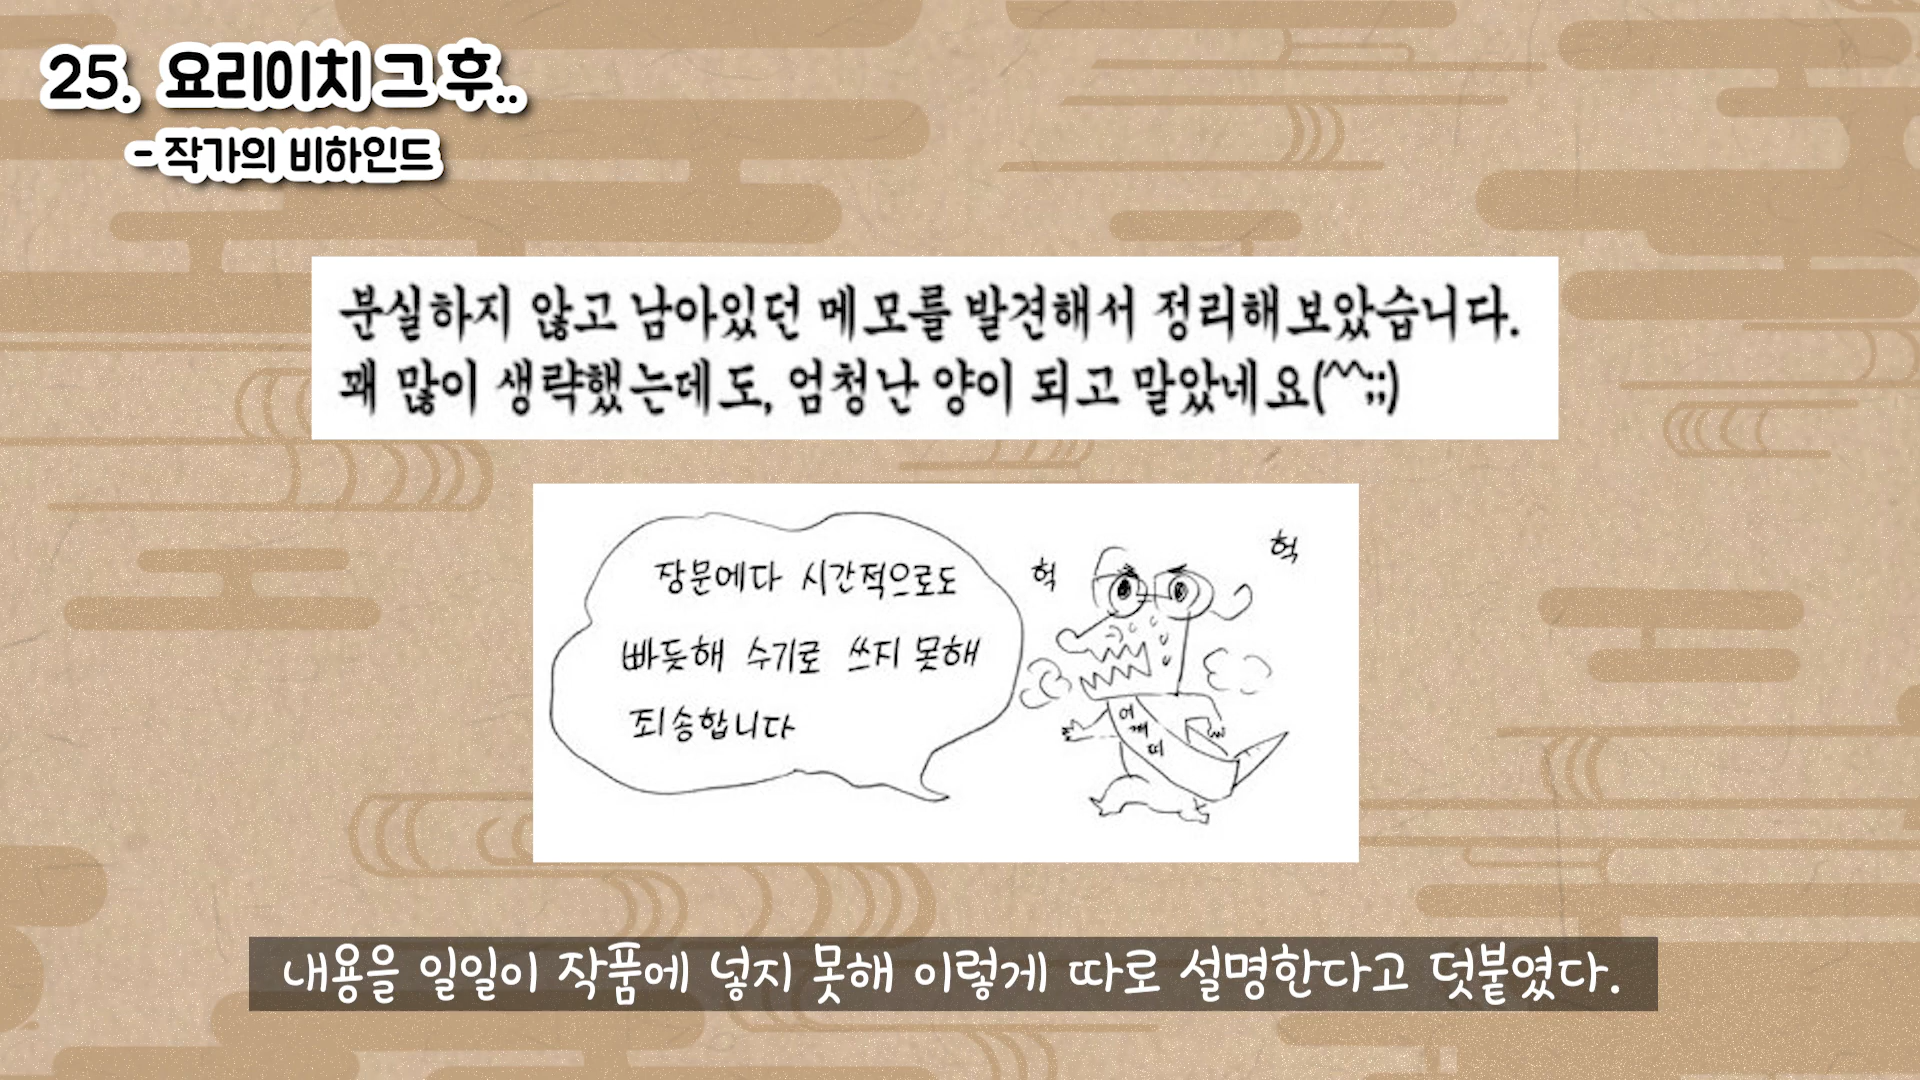 25. 요리이치 그 후..
- 작가의 비하인드
분실하지 않고 남아있던 메모를 발견해서 정리해보았습니다.
꽤 많이 생략했는데도, 엄청난 양이 되고 말았네요(^^;;)
장문에다 시간적으로도
빠듯해 수기로 쓰지 못해
죄송합니다
헉
헉
어깨띠
내용을 일일이 작품에 넣지 못해 이렇게 따로 설명한다고 덧붙였다.